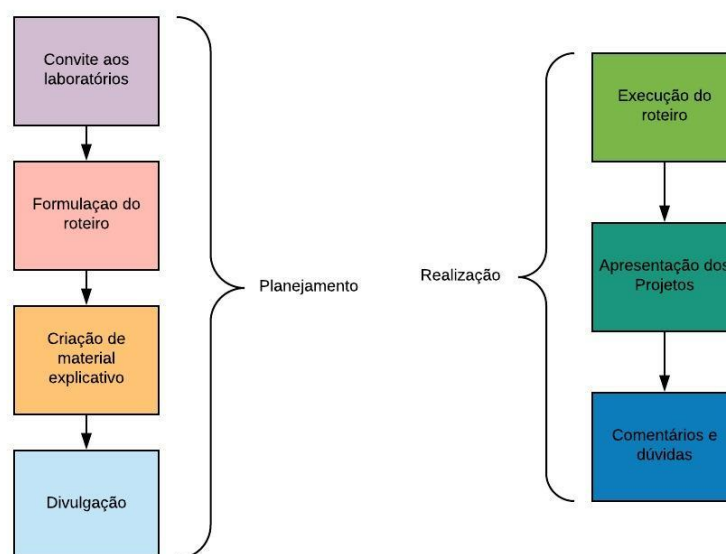 Convite aos
laboratórios
Formulaçao do
roteiro
Criação de
material
explicativo
Divulgação
Planejamento
Realização
Execução do
roteiro
Apresentação dos
Projetos
Comentários e
dúvidas